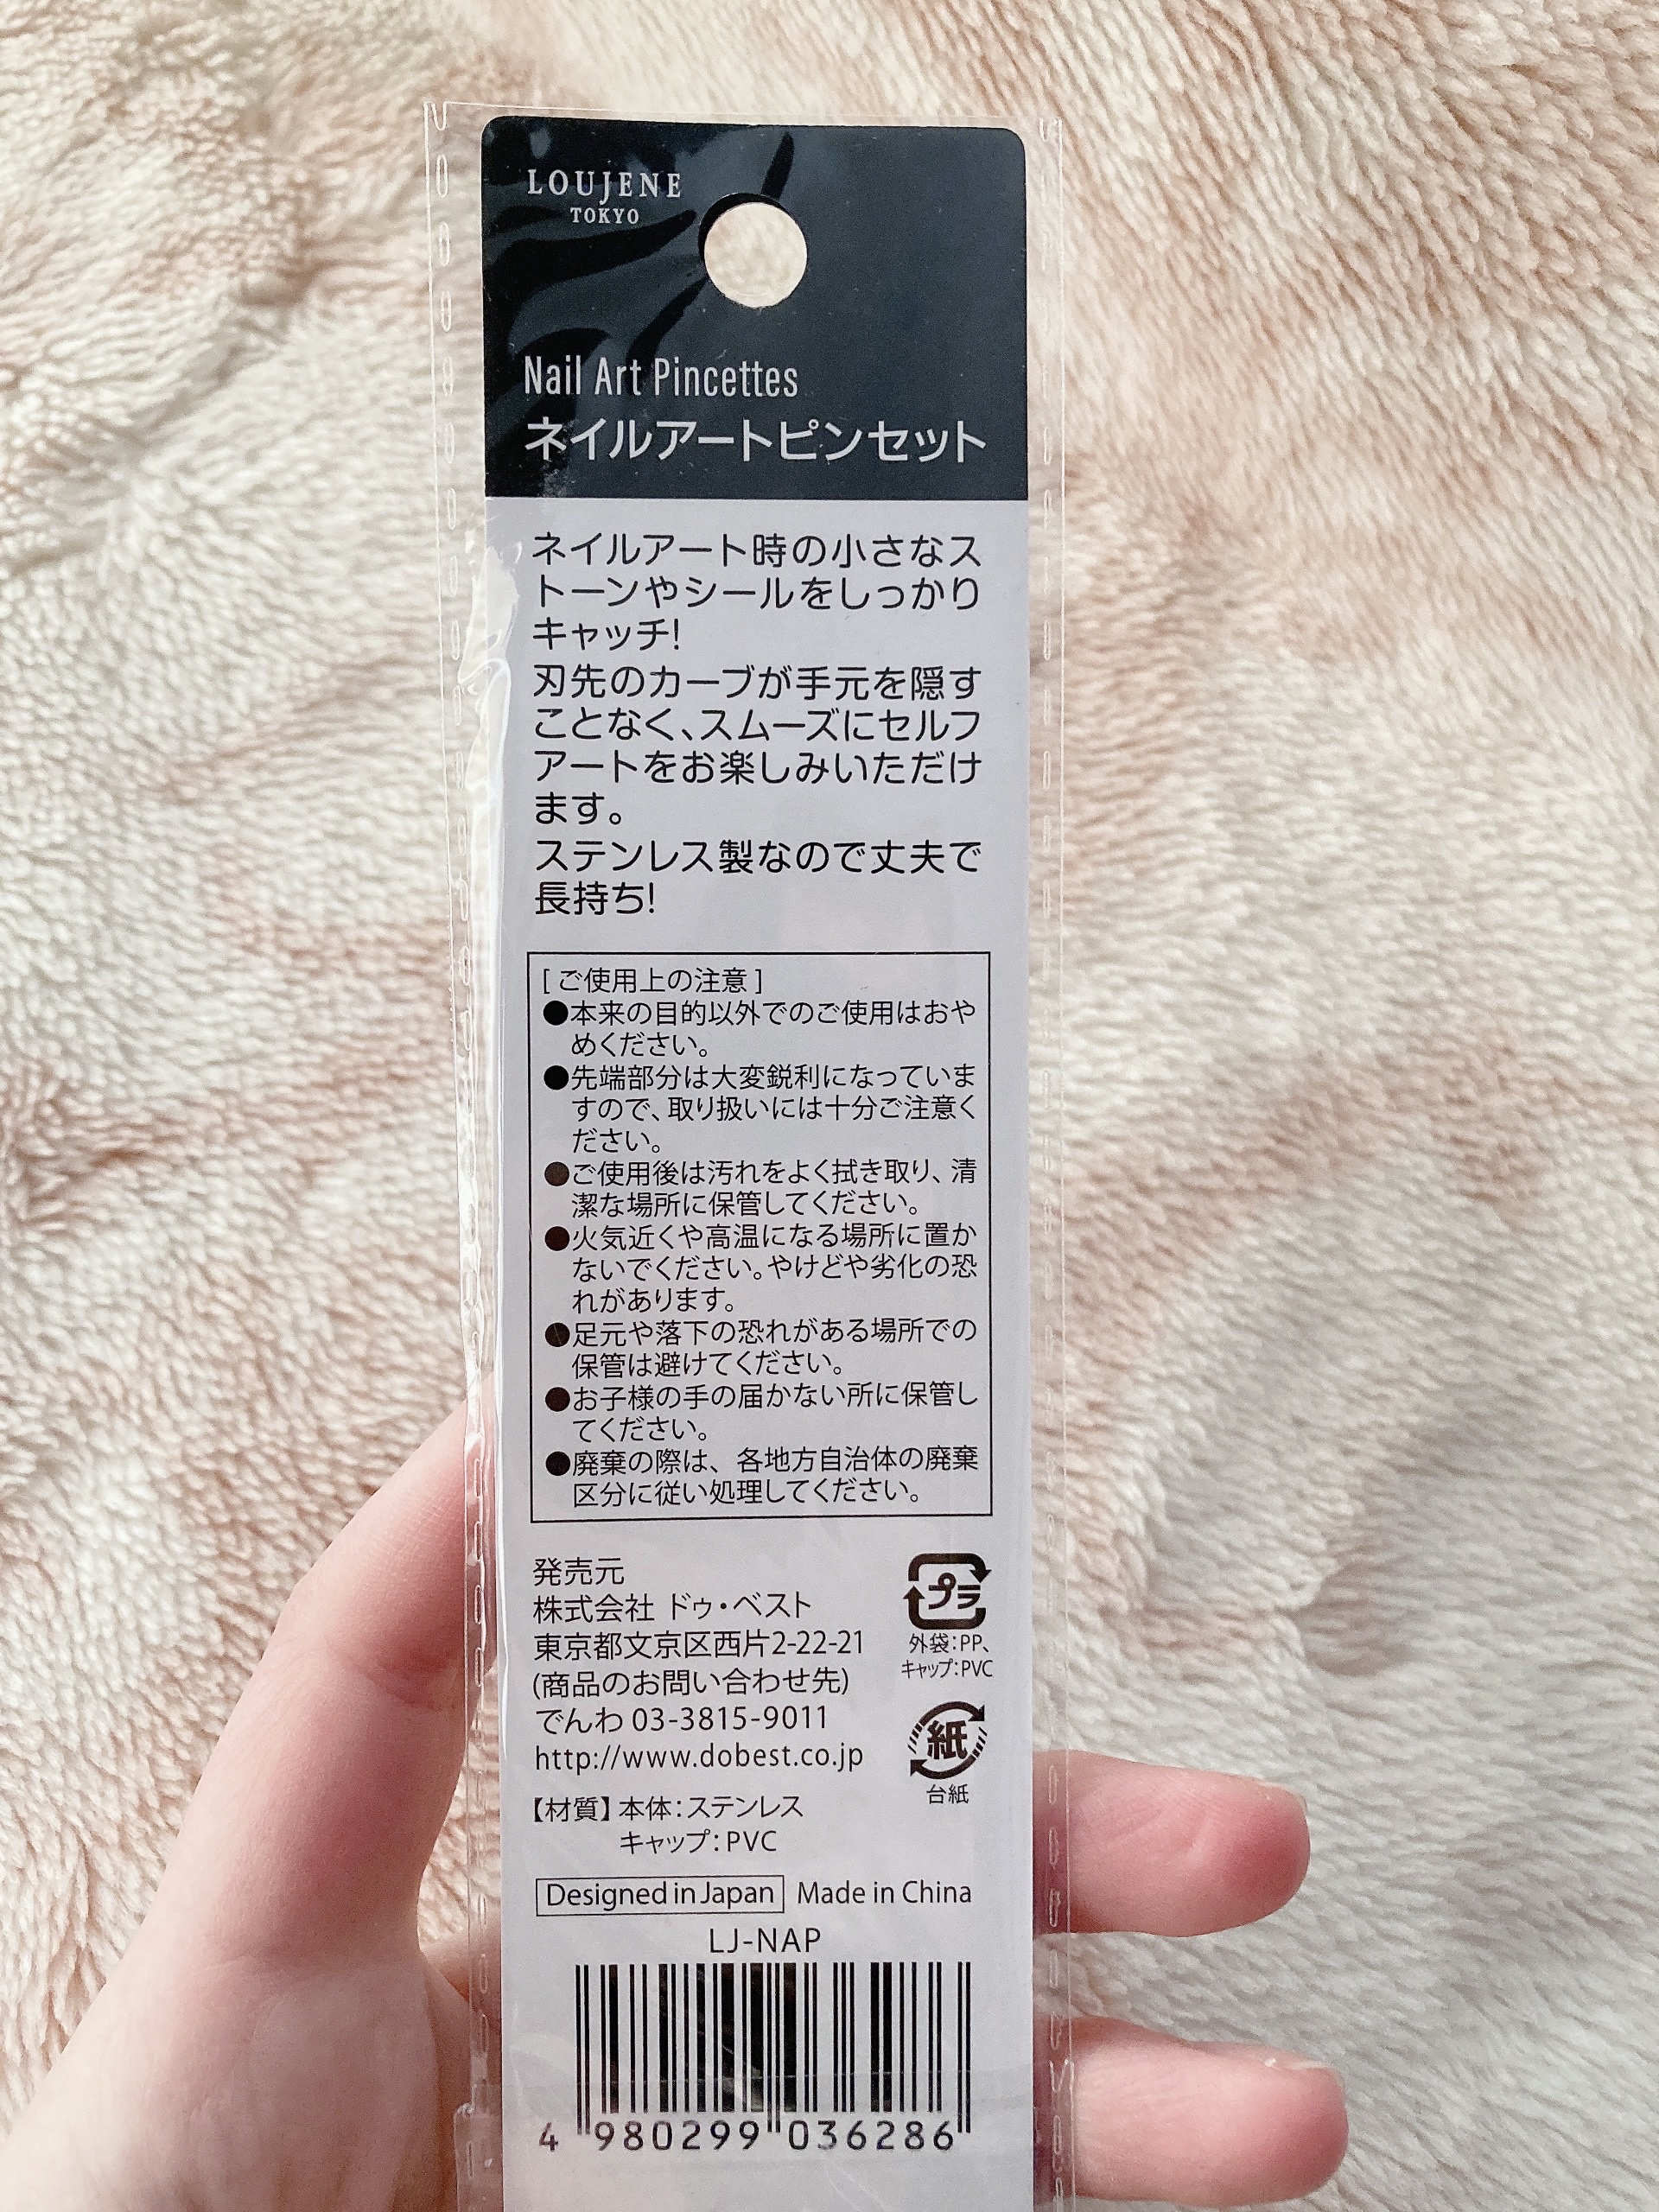 LOUJENE
TOKYO
Nail Art Pincettes
ネイルアートピンセット
ネイルアート時の小さなス
トーンやシールをしっかり
キャッチ!
刃先のカーブが手元を隠す
ことなく、スムーズにセルフ
アートをお楽しみいただけ
ます。
ステンレス製なので丈夫で
長持ち!
[ご使用上の注意]
●本来の目的以外でのご使用はおや
めください。
●先端部分は大変鋭利になっていま
すので、取り扱いには十分ご注意く
ださい。
●ご使用後は汚れをよく拭き取り、清
潔な場所に保管してください。
●火気近くや高温になる場所に置か
ないでください。やけどや劣化の恐
れがあります。
●足元や落下の恐れがある場所での
保管は避けてください。
●お子様の手の届かない所に保管し
てください。
●廃棄の際は、各地方自治体の廃棄
区分に従い処理してください。
発売元
株式会社 ドゥ・ベスト
東京都文京区西片2-22-21
(商品のお問い合わせ先)
でんわ 03-3815-9011
http://www.dobest.co.jp
プラ
外袋:PP、
キャップ:PVC
紙
台紙
【材質】本体:ステンレス
キャップ:PVC
Designed in Japan Made in China
LJ-NAP
4 980299 036286